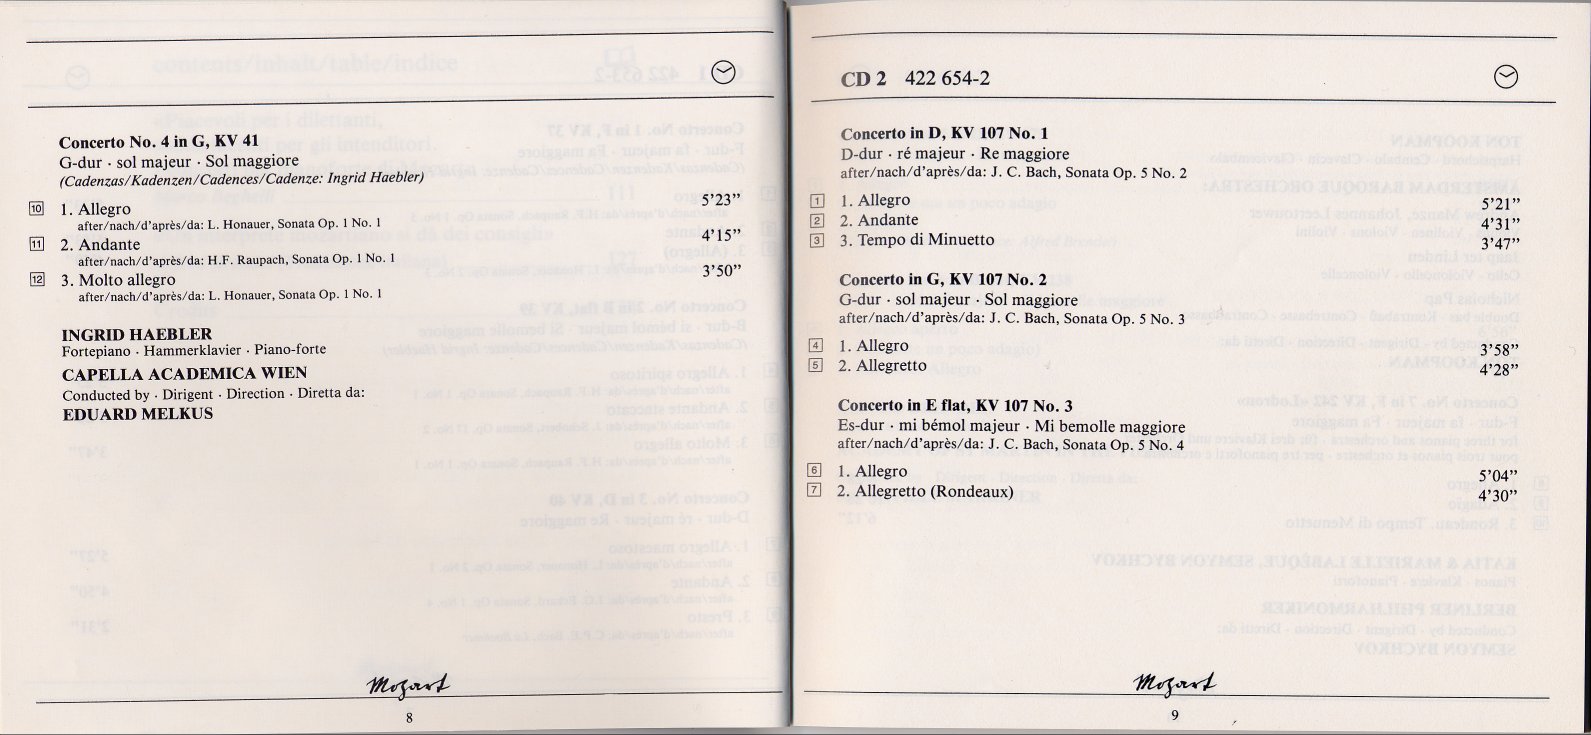 Concerto No. 4 in G, KV 41
G-dur · sol majeur · Sol maggiore
(Cadenzas/Kadenzen/Cadences/Cadenze: Ingrid Haebler)
10 1. Allegro 5'23”
after/nach/d'après/da: L. Honauer, Sonata Op. 1 No. 1
11 2. Andante 4'15”
after/nach/d'après/da: H.F. Raupach, Sonata Op. 1 No. 1
12 3. Molto allegro 3'50”
after/nach/d'après/da: L. Honauer, Sonata Op. 1 No. 1
INGRID HAEBLER
Fortepiano · Hammerklavier · Piano-forte
CAPELLA ACADEMICA WIEN
Conducted by · Dirigent · Direction · Diretta da:
EDUARD MELKUS
Mozart
8
CD 2 422 654-2
Concerto in D, KV 107 No. 1
D-dur · ré majeur · Re maggiore
after/nach/d'après/da: J. C. Bach, Sonata Op. 5 No. 2
1 1. Allegro 5'21”
2 2. Andante 4'31”
3 3. Tempo di Minuetto 3'47”
Concerto in G, KV 107 No. 2
G-dur · sol majeur · Sol maggiore
after/nach/d'après/da: J. C. Bach, Sonata Op. 5 No. 3
4 1. Allegro 3'58”
5 2. Allegretto 4'28”
Concerto in E flat, KV 107 No. 3
Es-dur · mi bémol majeur · Mi bemolle maggiore
after/nach/d'après/da: J. C. Bach, Sonata Op. 5 No. 4
6 1. Allegro 5'04”
7 2. Allegretto (Rondeaux) 4'30”
Mozart
9